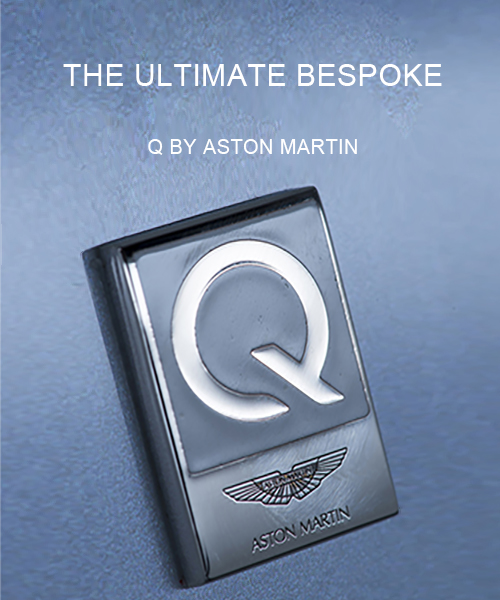 THE ULTIMATE BESPOKE
Q BY ASTON MARTIN
Q
ASTON MARTIN
ASTON MARTIN